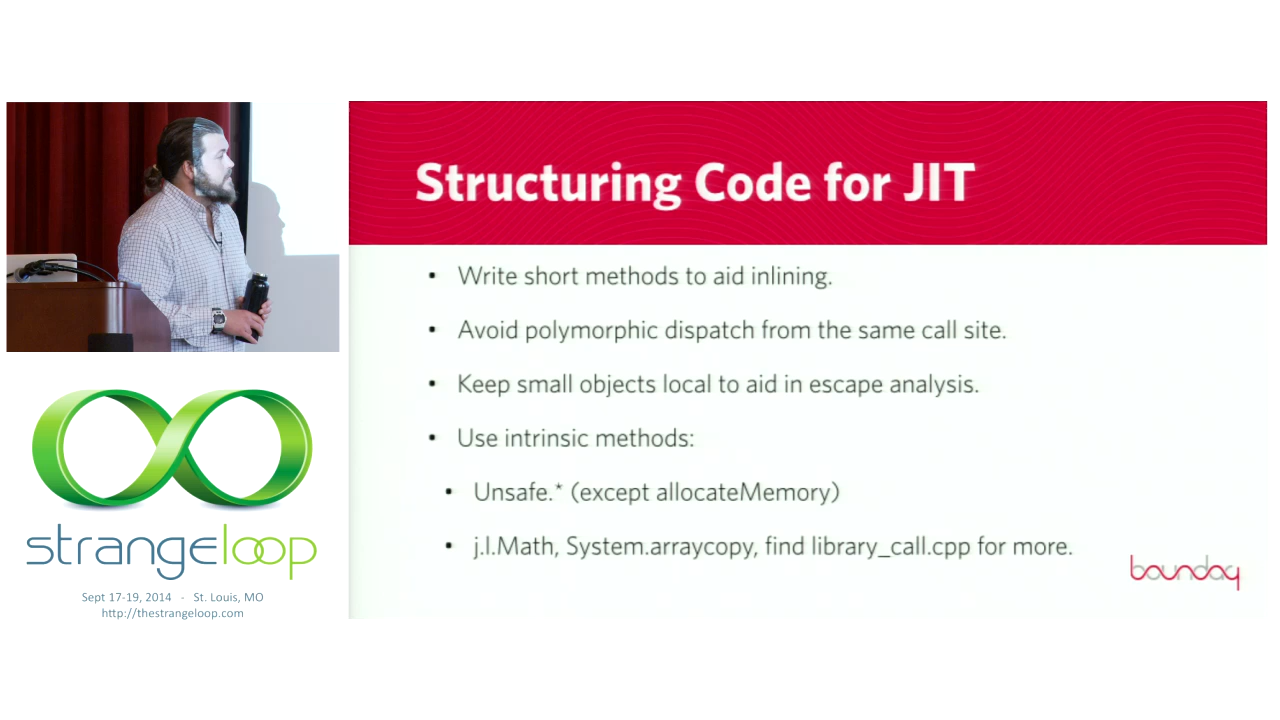 Structuring Code for JIT
• Write short methods to aid inlining.
• Avoid polymorphic dispatch from the same call site.
• Keep small objects local to aid in escape analysis.
• Use intrinsic methods:
• Unsafe.* (except allocateMemory)
• j.l.Math, System.arraycopy, find library_call.cpp for more.
boundary
strangeloop
Sept 17-19, 2014 - St. Louis, MO
http://thestrangeloop.com